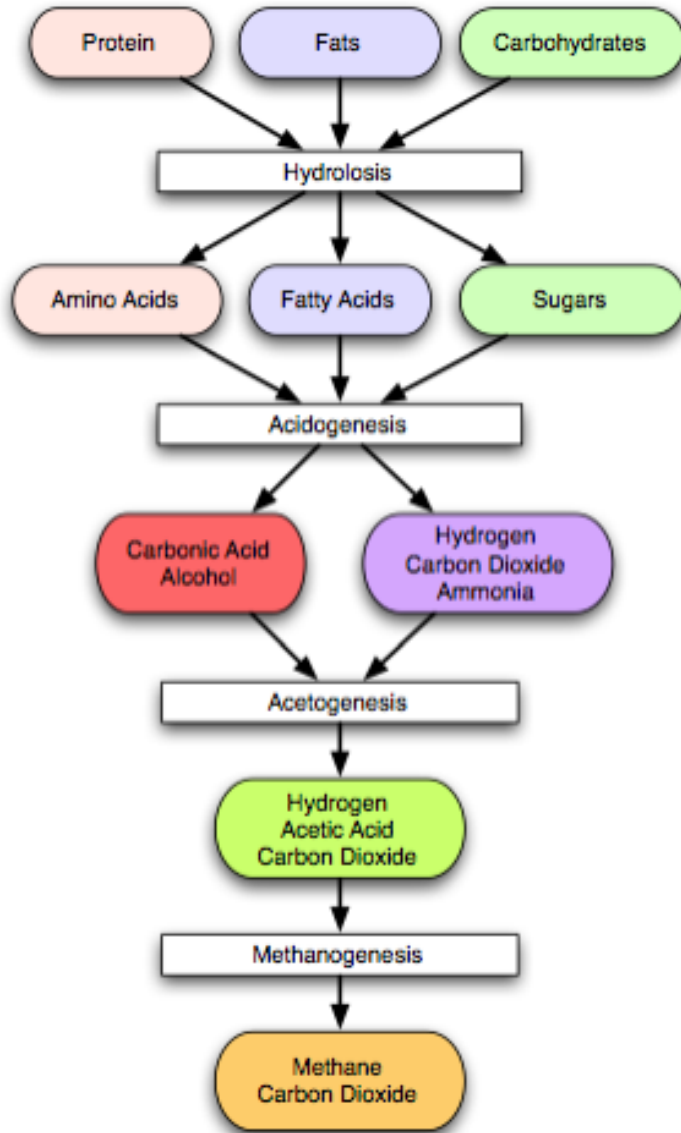 Protein
Fats
Carbohydrates
Hydrolosis
Amino Acids
Fatty Acids
Sugars
Acidogenesis
Carbonic Acid
Alcohol
Hydrogen
Carbon Dioxide
Ammonia
Acetogenesis
Hydrogen
Acetic Acid
Carbon Dioxide
Methanogenesis
Methane
Carbon Dioxide